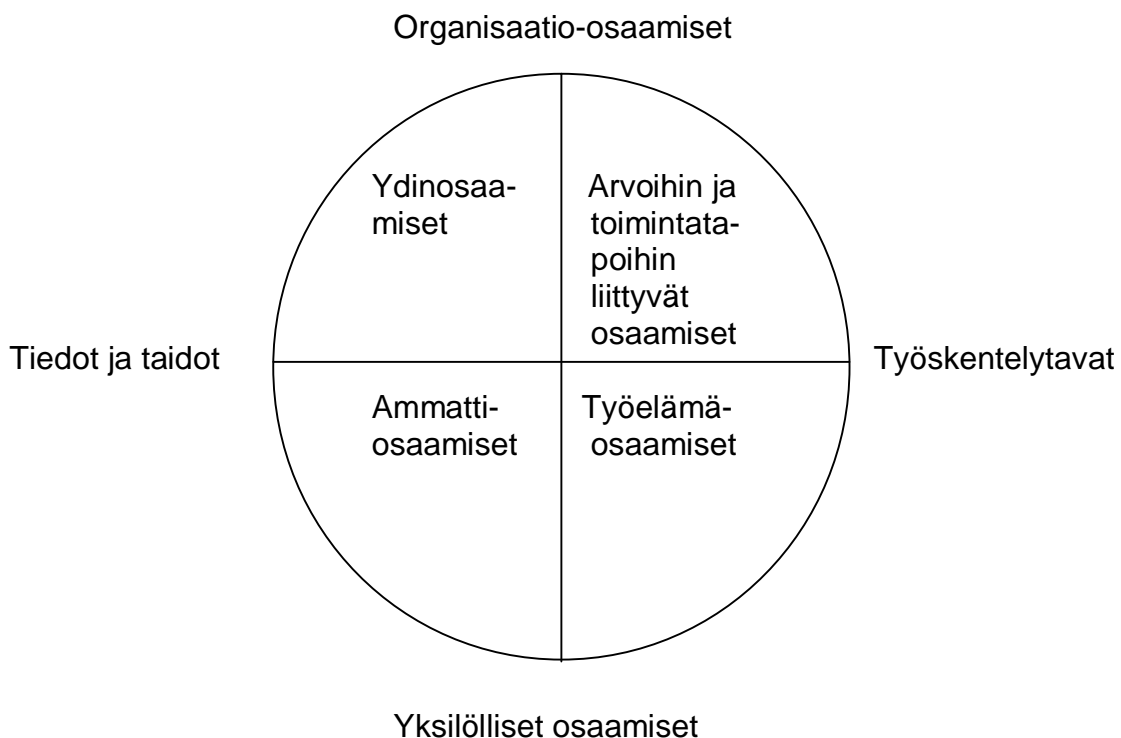 Organisaatio-osaamiset
Ydinosaa-
miset
Arvoihin ja
toimintata-
poihin
liittyvät
osaamiset
Tiedot ja taidot
Työskentelytavat
Ammatti-
osaamiset
Työelämä-
osaamiset
Yksilölliset osaamiset